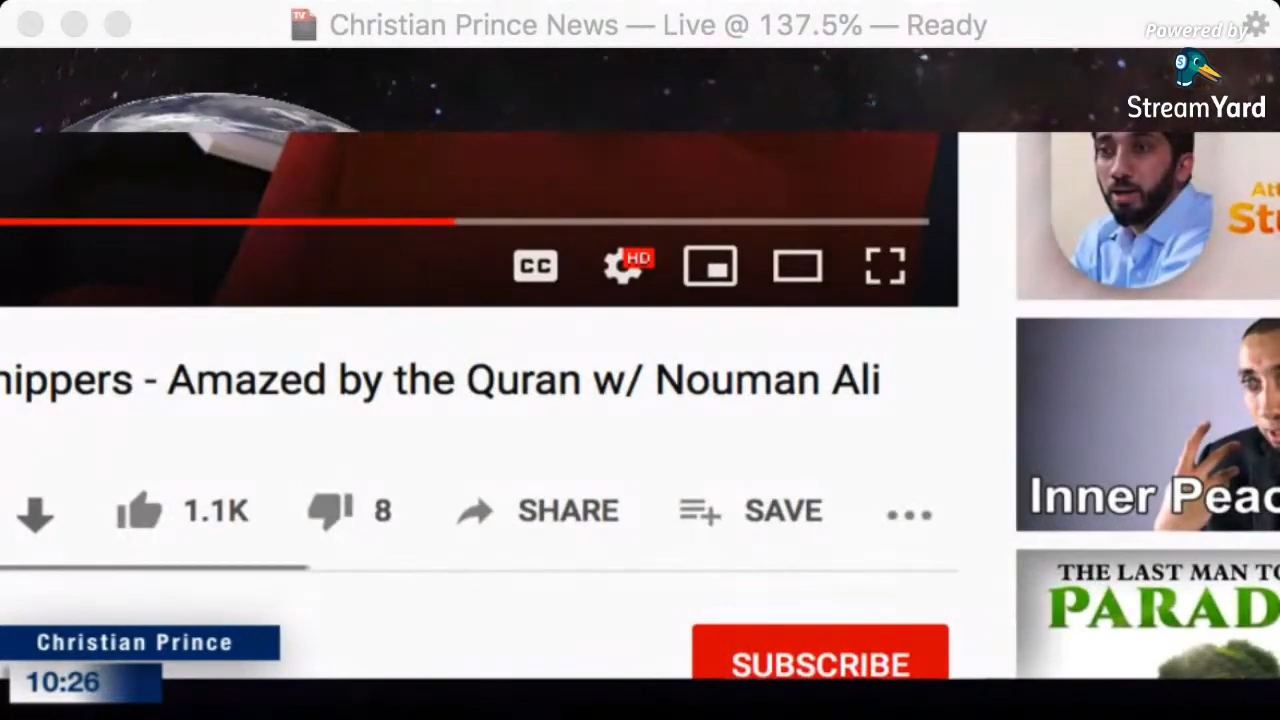 Christian Prince News — Live @ 137.5% — Ready
Powered by
StreamYard
CC
HD
hippers - Amazed by the Quran w/ Nouman Ali
1.1K
8
SHARE
SAVE
Inner Peac
THE LAST MAN TO
PARAD
SUBSCRIBE
Christian Prince
10:26